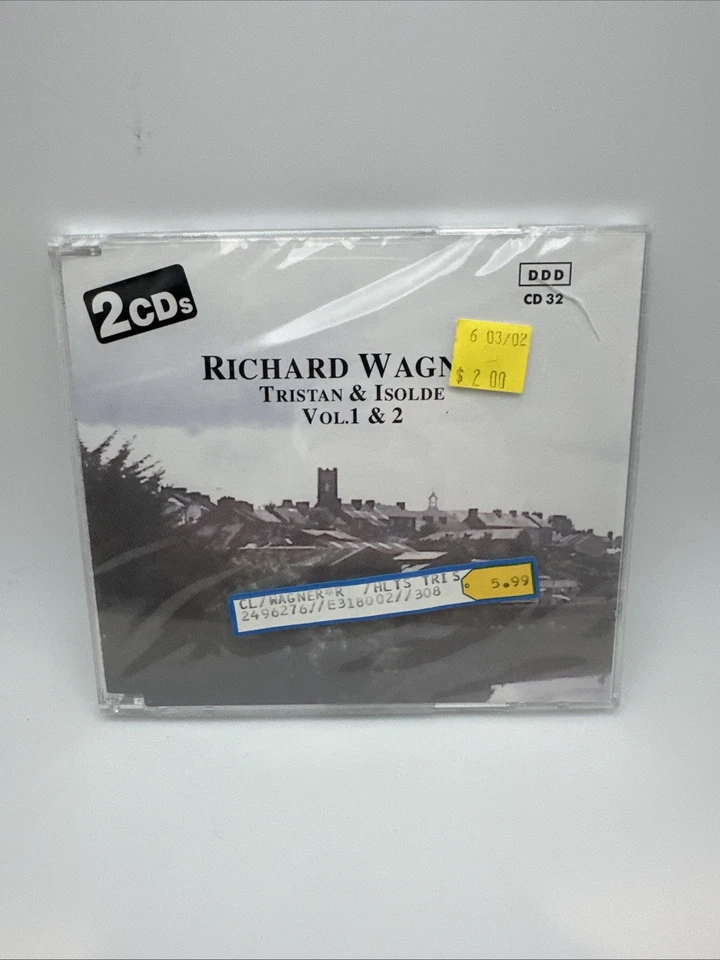 2CDs
DDD
CD 32
6 03/02
$ 2.00
RICHARD WAGN
TRISTAN & ISOLDE
VOL.1 & 2
CL/WAGNER*R /HLTS TRIS
2496276//E318002//308
5.99